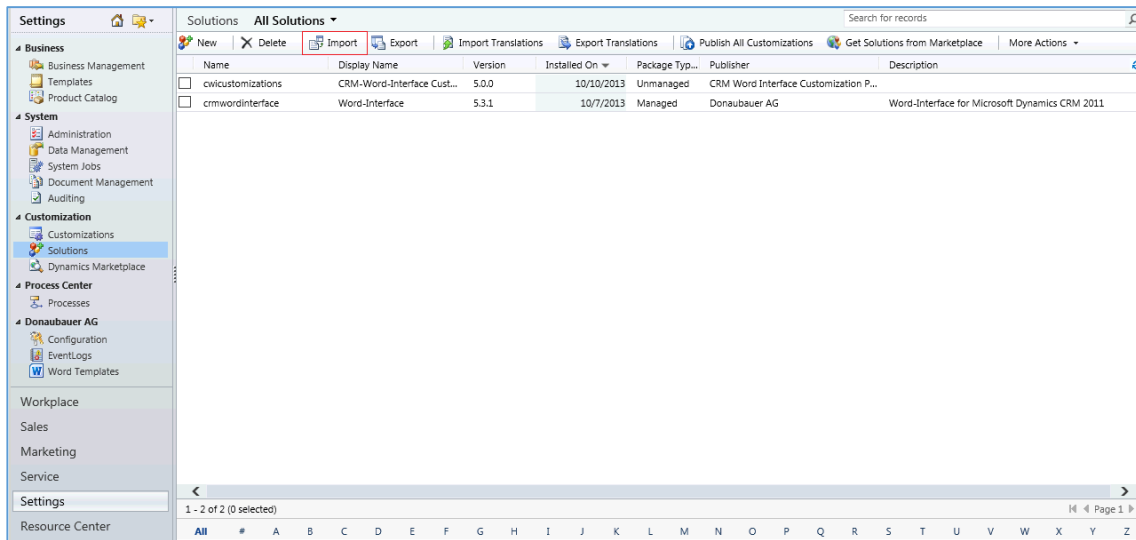 Settings
Solutions All Solutions
Search for records
New Delete Import Export Import Translations Export Translations Publish All Customizations Get Solutions from Marketplace More Actions
Name Display Name Version Installed On Package Typ... Publisher Description
cwicustomizations CRM-Word-Interface Cust... 5.0.0 10/10/2013 Unmanaged CRM Word Interface Customization P...
crmwordinterface Word-Interface 5.3.1 10/7/2013 Managed Donaubauer AG Word-Interface for Microsoft Dynamics CRM 2011
Business
Business Management
Templates
Product Catalog
System
Administration
Data Management
System Jobs
Document Management
Auditing
Customization
Customizations
Solutions
Dynamics Marketplace
Process Center
Processes
Donaubauer AG
Configuration
EventLogs
W Word Templates
Workplace
Sales
Marketing
Service
Settings
Resource Center
1 - 2 of 2 (0 selected)
Page 1
All # A B C D E F G H I J K L M N O P Q R S T U V W X Y Z